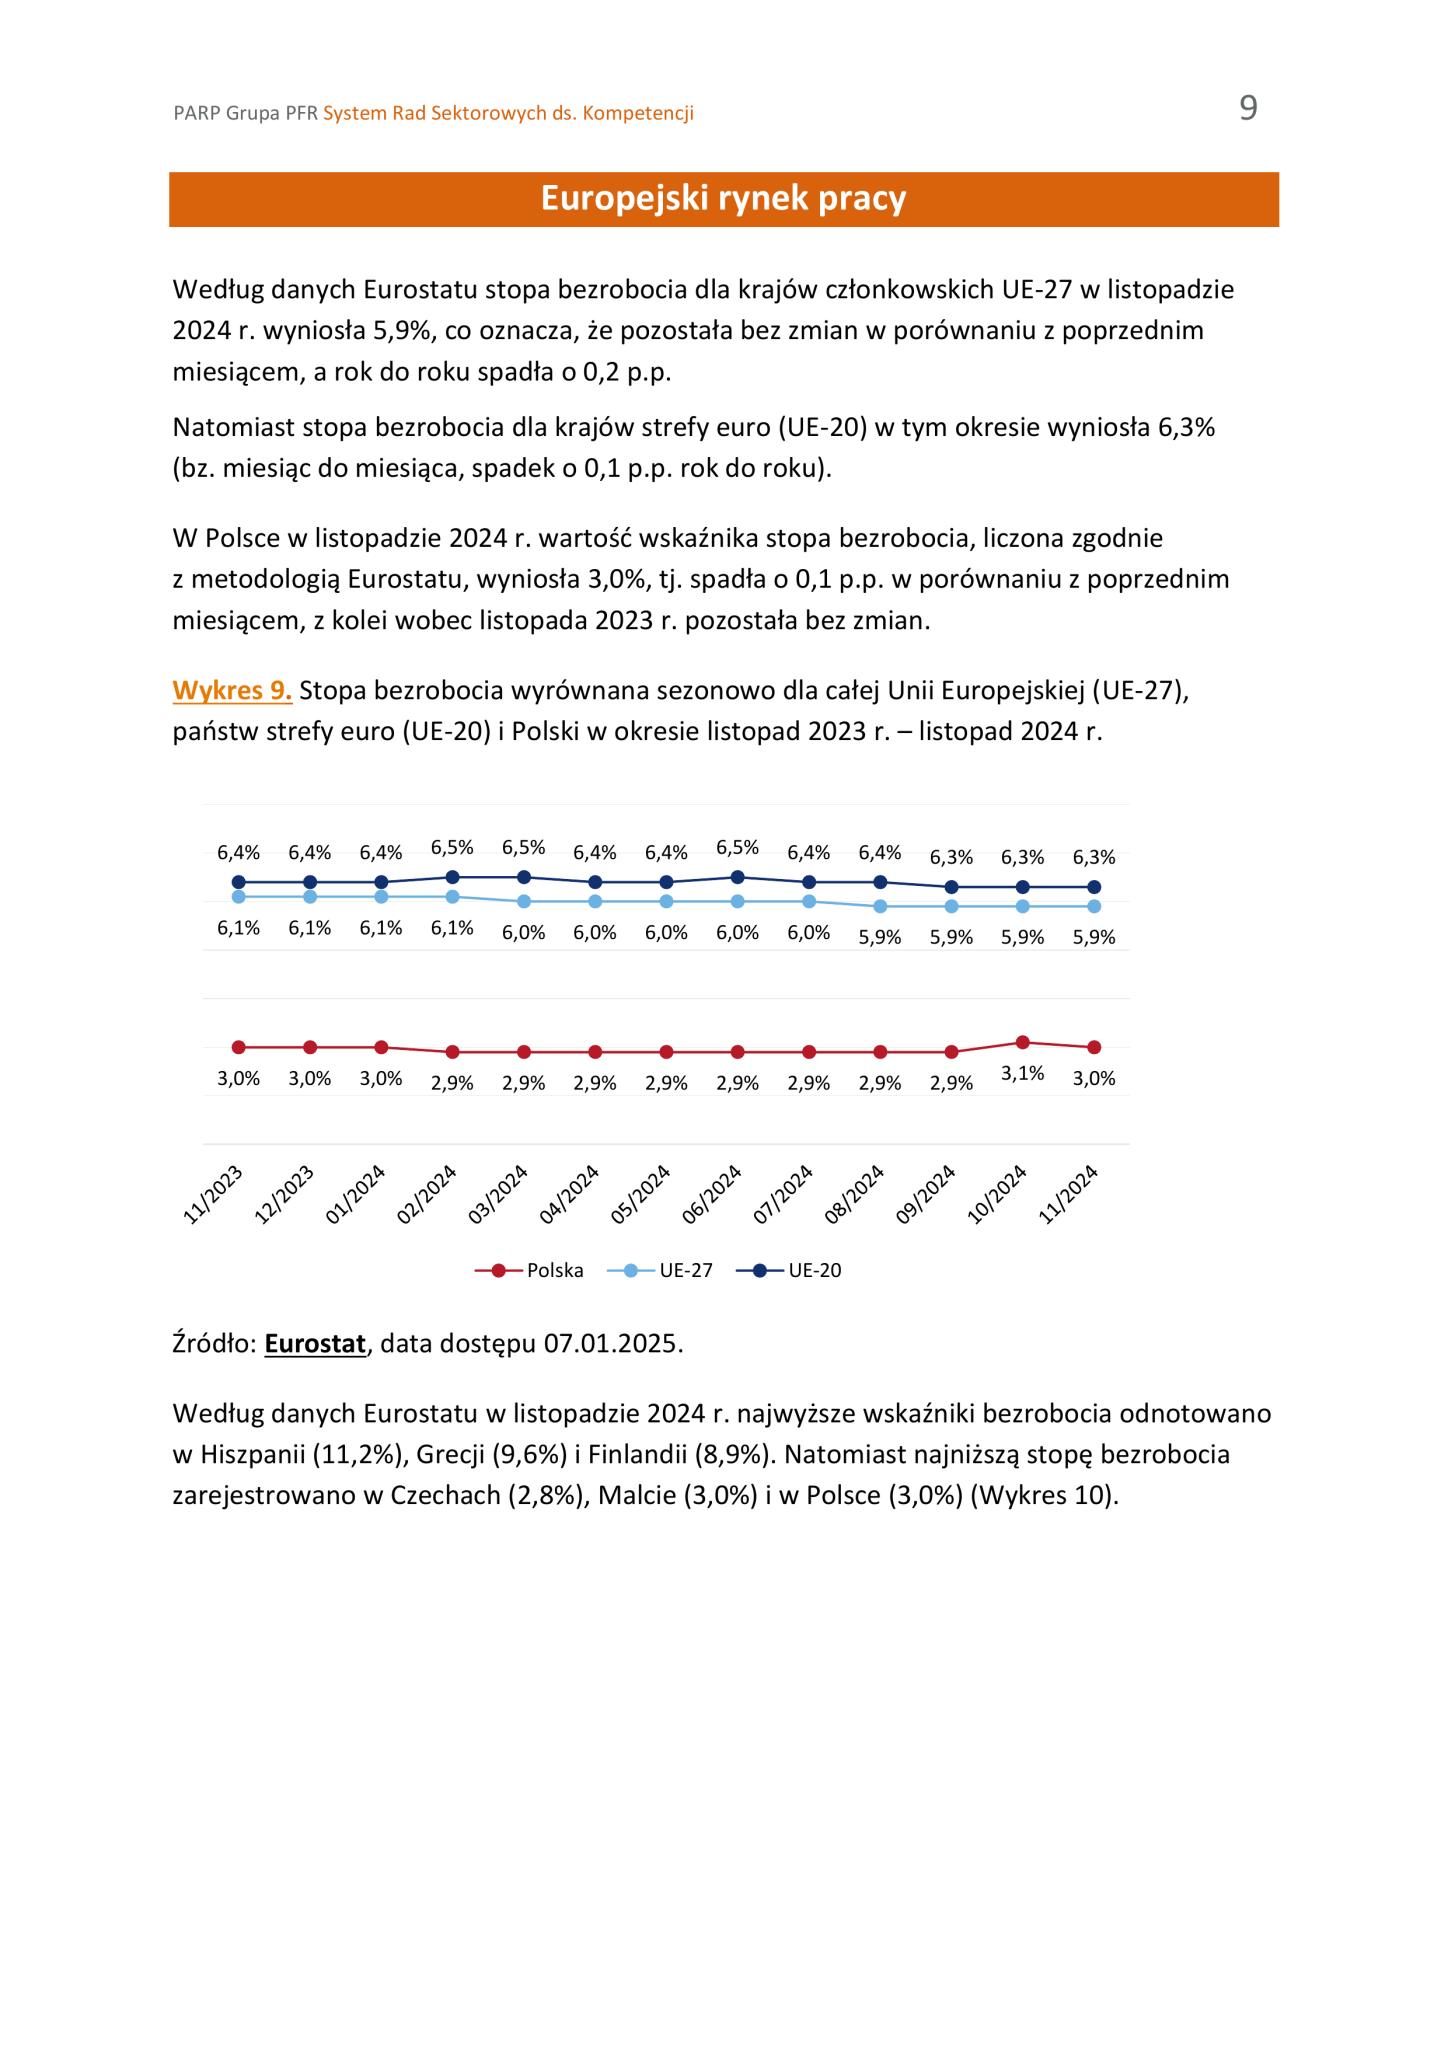 PARP Grupa PFR System Rad Sektorowych ds. Kompetencji
9
Europejski rynek pracy
Według danych Eurostatu stopa bezrobocia dla krajów członkowskich UE-27 w listopadzie
2024 r. wyniosła 5,9%, co oznacza, że pozostała bez zmian w porównaniu z poprzednim
miesiącem, a rok do roku spadła o 0,2 p.p.
Natomiast stopa bezrobocia dla krajów strefy euro (UE-20) w tym okresie wyniosła 6,3%
(bz. miesiąc do miesiąca, spadek o 0,1 p.p. rok do roku).
W Polsce w listopadzie 2024 r. wartość wskaźnika stopa bezrobocia, liczona zgodnie
z metodologią Eurostatu, wyniosła 3,0%, tj. spadła o 0,1 p.p. w porównaniu z poprzednim
miesiącem, z kolei wobec listopada 2023 r. pozostała bez zmian.
Wykres 9. Stopa bezrobocia wyrównana sezonowo dla całej Unii Europejskiej (UE-27),
państw strefy euro (UE-20) i Polski w okresie listopad 2023 r. – listopad 2024 r.
6,4% 6,4% 6,4% 6,5% 6,5% 6,4% 6,4% 6,5% 6,4% 6,4% 6,3% 6,3% 6,3%
6,1% 6,1% 6,1% 6,1% 6,0% 6,0% 6,0% 6,0% 6,0% 5,9% 5,9% 5,9% 5,9%
3,0% 3,0% 3,0% 2,9% 2,9% 2,9% 2,9% 2,9% 2,9% 2,9% 2,9% 3,1% 3,0%
11/2023 12/2023 01/2024 02/2024 03/2024 04/2024 05/2024 06/2024 07/2024 08/2024 09/2024 10/2024 11/2024
Polska UE-27 UE-20
Źródło: Eurostat, data dostępu 07.01.2025.
Według danych Eurostatu w listopadzie 2024 r. najwyższe wskaźniki bezrobocia odnotowano
w Hiszpanii (11,2%), Grecji (9,6%) i Finlandii (8,9%). Natomiast najniższą stopę bezrobocia
zarejestrowano w Czechach (2,8%), Malcie (3,0%) i w Polsce (3,0%) (Wykres 10).